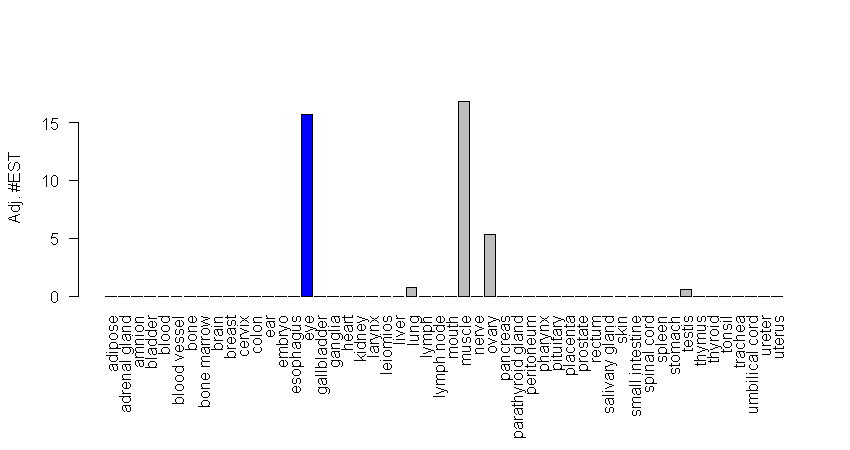 Adj. #EST
15
10
5
0
adipose
adrenal gland
amnion
bladder
blood
blood vessel
bone
bone marrow
brain
breast
cervix
colon
ear
embryo
esophagus
eye
gallbladder
ganglia
heart
kidney
larynx
leiomios
liver
lung
lymph
lymph node
mouth
muscle
nerve
ovary
pancreas
parathyroid gland
peritoneum
pharynx
pituitary
placenta
prostate
rectum
salivary gland
skin
small intestine
spinal cord
spleen
stomach
testis
thymus
thyroid
tonsil
trachea
umbilical cord
ureter
uterus